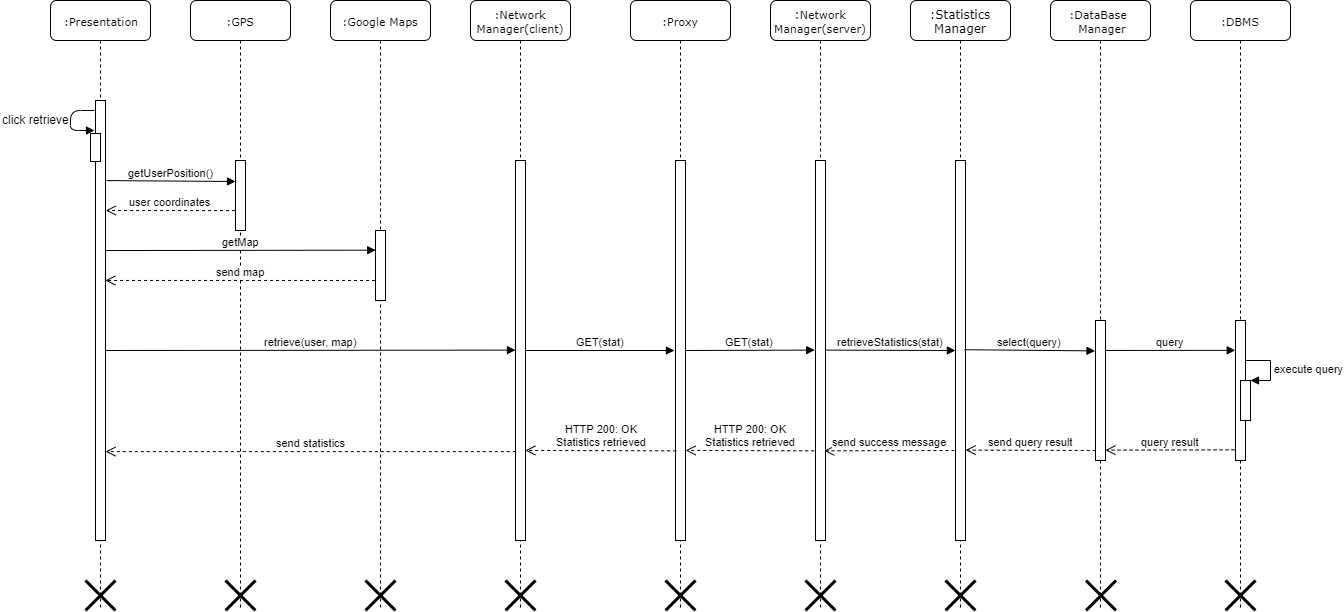 :Presentation
:GPS
:Google Maps
:Network
Manager(client)
:Proxy
:Network
Manager(server)
:Statistics
Manager
:DataBase
Manager
:DBMS
click retrieve
getUserPosition()
user coordinates
getMap
send map
retrieve(user, map)
GET(stat)
GET(stat)
retrieveStatistics(stat)
select(query)
query
execute query
send statistics
HTTP 200: OK
Statistics retrieved
HTTP 200: OK
Statistics retrieved
send success message
send query result
query result